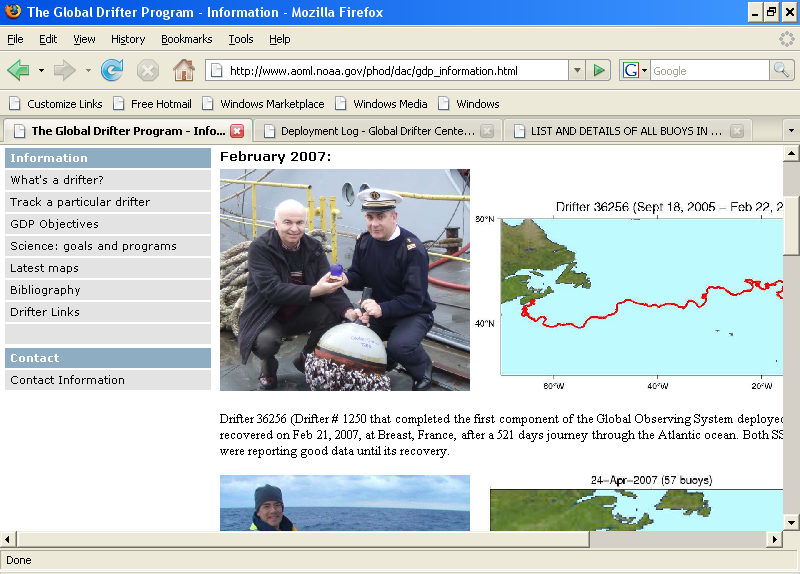 The Global Drifter Program - Information - Mozilla Firefox
File Edit View History Bookmarks Tools Help
http://www.aoml.noaa.gov/phod/dac/gdp_information.html
G Google
Customize Links Free Hotmail Windows Marketplace Windows Media Windows
The Global Drifter Program - Info...
Deployment Log - Global Drifter Cente...
LIST AND DETAILS OF ALL BUOYS IN ...
Information
What's a drifter?
Track a particular drifter
GDP Objectives
Science: goals and programs
Latest maps
Bibliography
Drifter Links
Contact
Contact Information
February 2007:
Drifter 36256 (Sept 18, 2005 – Feb 22, 2
40°N
60°W 40°W 20°W
Drifter 36256 (Drifter # 1250 that completed the first component of the Global Observing System deployed
recovered on Feb 21, 2007, at Breast, France, after a 521 days journey through the Atlantic ocean. Both SS
were reporting good data until its recovery.
24-Apr-2007 (57 buoys)
Done